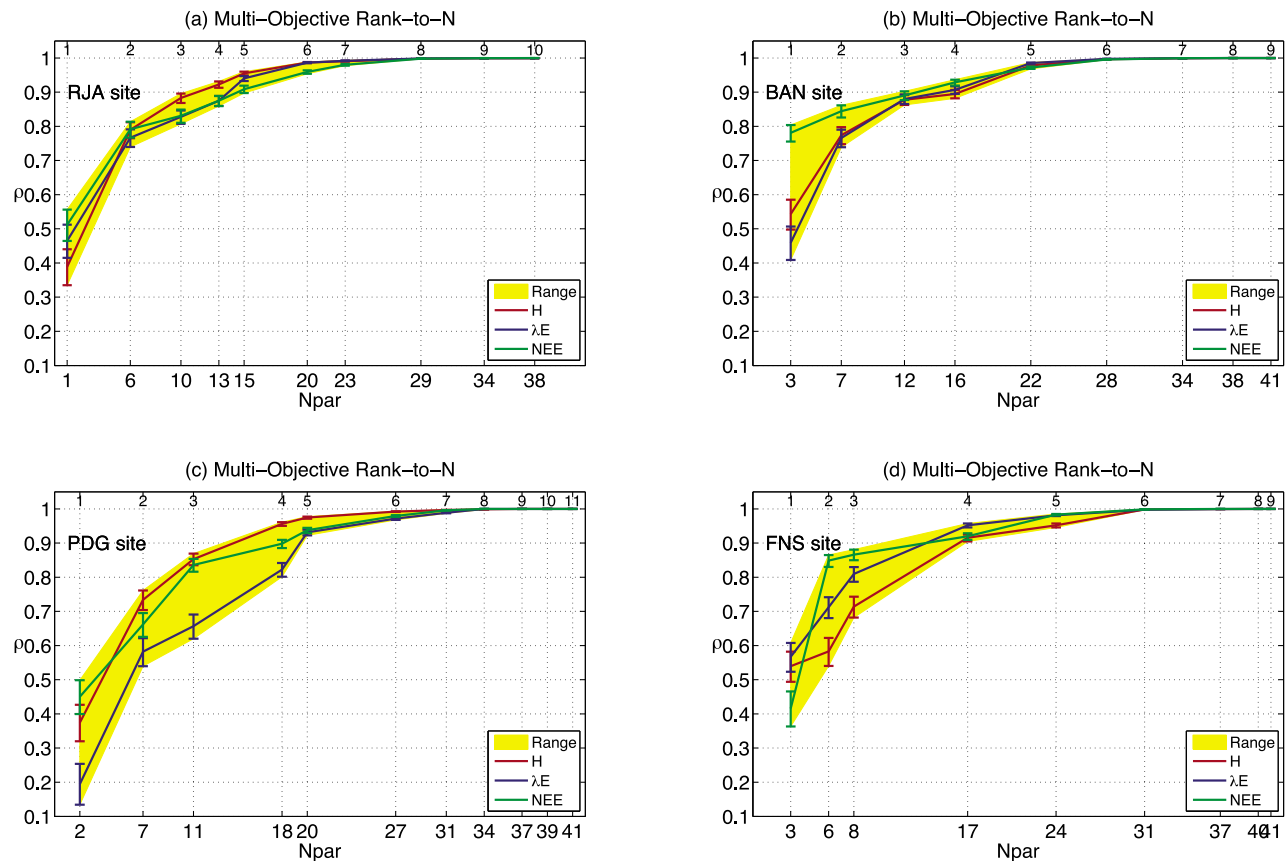 (a) Multi−Objective Rank−to−N
1 2 3 4 5 6 7 8 9 10
1
0.9
0.8
0.7
0.6
0.5
0.4
0.3
0.2
0.1
ρ
RJA site
Range
H
λE
NEE
1 6 10 13 15 20 23 29 34 38
Npar
(b) Multi−Objective Rank−to−N
1 2 3 4 5 6 7 8 9
1
0.9
0.8
0.7
0.6
0.5
0.4
0.3
0.2
0.1
ρ
BAN site
Range
H
λE
NEE
3 7 12 16 22 28 34 38 41
Npar
(c) Multi−Objective Rank−to−N
1 2 3 4 5 6 7 8 9 10 11
1
0.9
0.8
0.7
0.6
0.5
0.4
0.3
0.2
0.1
ρ
PDG site
Range
H
λE
NEE
2 7 11 18 20 27 31 34 37 39 41
Npar
(d) Multi−Objective Rank−to−N
1 2 3 4 5 6 7 8 9
1
0.9
0.8
0.7
0.6
0.5
0.4
0.3
0.2
0.1
ρ
FNS site
Range
H
λE
NEE
3 6 8 17 24 31 37 40 41
Npar